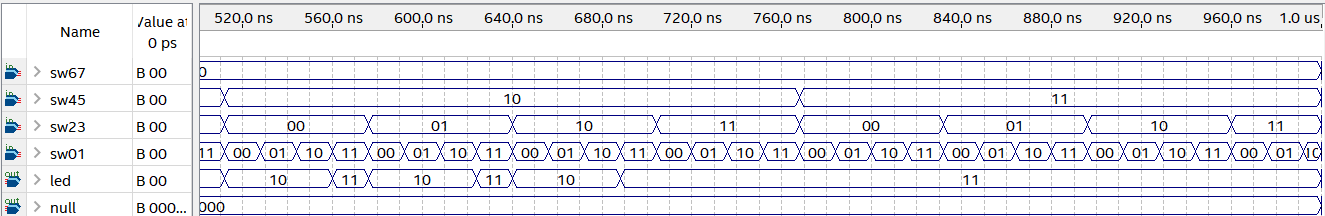 Name
Value at
0 ps
520.0 ns 560.0 ns 600.0 ns 640.0 ns 680.0 ns 720.0 ns 760.0 ns 800.0 ns 840.0 ns 880.0 ns 920.0 ns 960.0 ns 1.0 us
sw67 B 00 0
sw45 B 00 10 11
sw23 B 00 00 01 10 11 00 01 10 11
sw01 B 00 11 00 01 10 11 00 01 10 11 00 01 10 11 00 01 10 11 00 01 10 11 00 01 10 11 00 01 10 11 00 01 10
led B 00 10 11 10 11 10 11
null B 000... 000